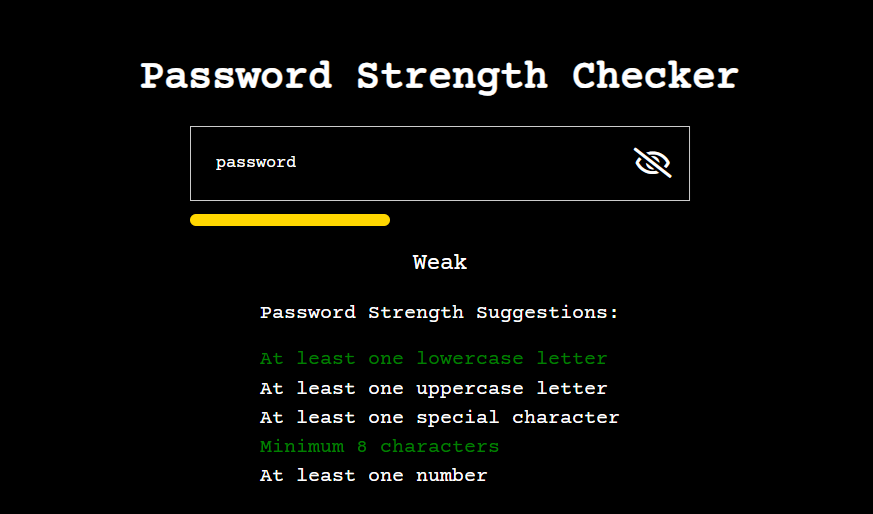 Password Strength Checker
password
Weak
Password Strength Suggestions:
At least one lowercase letter
At least one uppercase letter
At least one special character
Minimum 8 characters
At least one number